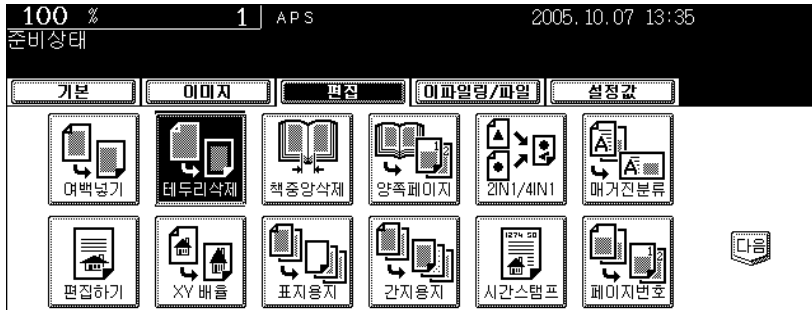 100 % 1 APS 2005.10.07 13:35
준비상태
기본 이미지 편집 이파일링/파일 설정값
여백넣기 테두리삭제 책중앙삭제 양쪽페이지 2IN1/4IN1 매거진분류
편집하기 XY 배율 표지용지 간지용지 시간스탬프 페이지번호 다음